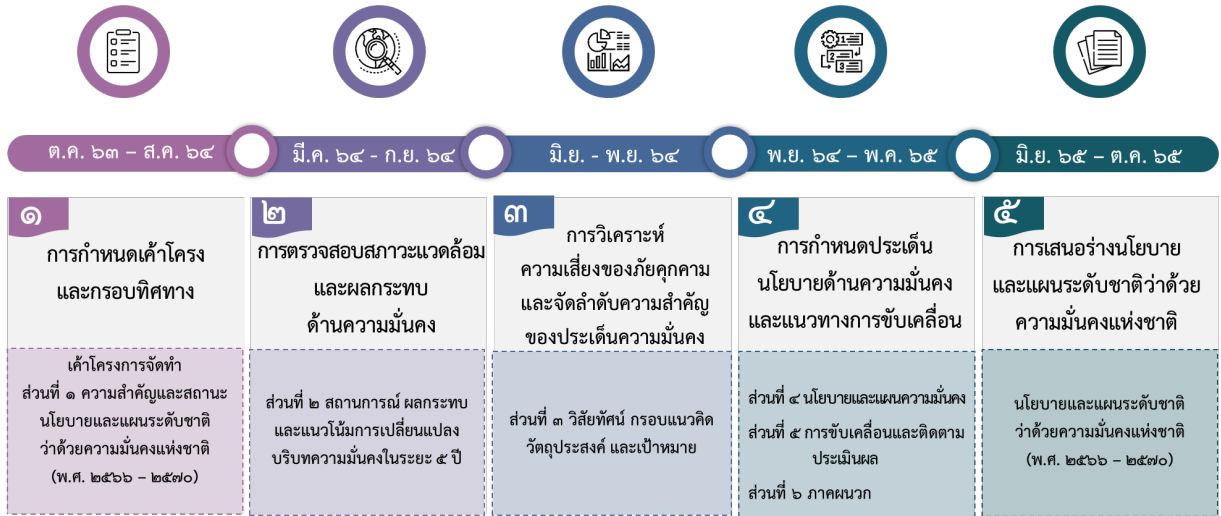 ต.ค. ๖๓ – ส.ค. ๖๔
มี.ค. ๖๔ - ก.ย. ๖๔
มิ.ย. - พ.ย. ๖๔
พ.ย. ๖๔ – พ.ค. ๖๕
มิ.ย. ๖๕ – ต.ค. ๖๕
๑
การกำหนดเค้าโครง
และกรอบทิศทาง
เค้าโครงการจัดทำ
ส่วนที่ ๑ ความสำคัญและสถานะ
นโยบายและแผนระดับชาติ
ว่าด้วยความมั่นคงแห่งชาติ
(พ.ศ. ๒๕๖๖ – ๒๕๗๐)
๒
การตรวจสอบสภาวะแวดล้อม
และผลกระทบ
ด้านความมั่นคง
ส่วนที่ ๒ สถานการณ์ ผลกระทบ
และแนวโน้มการเปลี่ยนแปลง
บริบทความมั่นคงในระยะ ๕ ปี
๓
การวิเคราะห์
ความเสี่ยงของภัยคุกคาม
และจัดลำดับความสำคัญ
ของประเด็นความมั่นคง
ส่วนที่ ๓ วิสัยทัศน์ กรอบแนวคิด
วัตถุประสงค์ และเป้าหมาย
๔
การกำหนดประเด็น
นโยบายด้านความมั่นคง
และแนวทางการขับเคลื่อน
ส่วนที่ ๔ นโยบายและแผนความมั่นคง
ส่วนที่ ๕ การขับเคลื่อนและติดตาม
ประเมินผล
ส่วนที่ ๖ ภาคผนวก
๕
การเสนอร่างนโยบาย
และแผนระดับชาติว่าด้วย
ความมั่นคงแห่งชาติ
นโยบายและแผนระดับชาติ
ว่าด้วยความมั่นคงแห่งชาติ
(พ.ศ. ๒๕๖๖ – ๒๕๗๐)